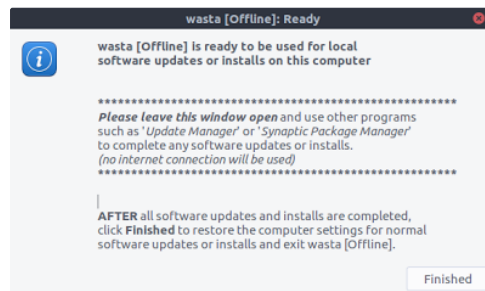 wasta [Offline]: Ready
wasta [Offline] is ready to be used for local
software updates or installs on this computer
******************************************************
Please leave this window open and use other programs
such as 'Update Manager' or 'Synaptic Package Manager'
to complete any software updates or installs.
(no internet connection will be used)
******************************************************
AFTER all software updates and installs are completed,
click Finished to restore the computer settings for normal
software updates or installs and exit wasta [Offline].
Finished